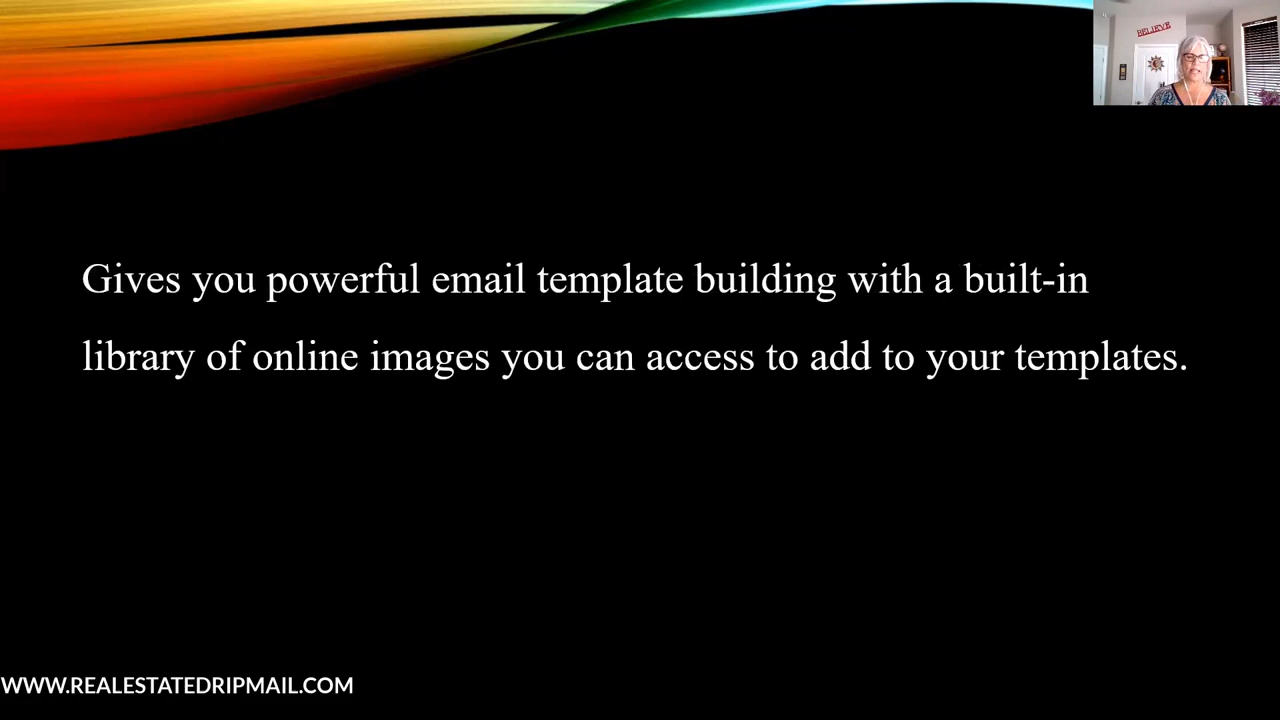 BELIEVE
Gives you powerful email template building with a built-in
library of online images you can access to add to your templates.
WWW.REALESTATEDRIPMAIL.COM